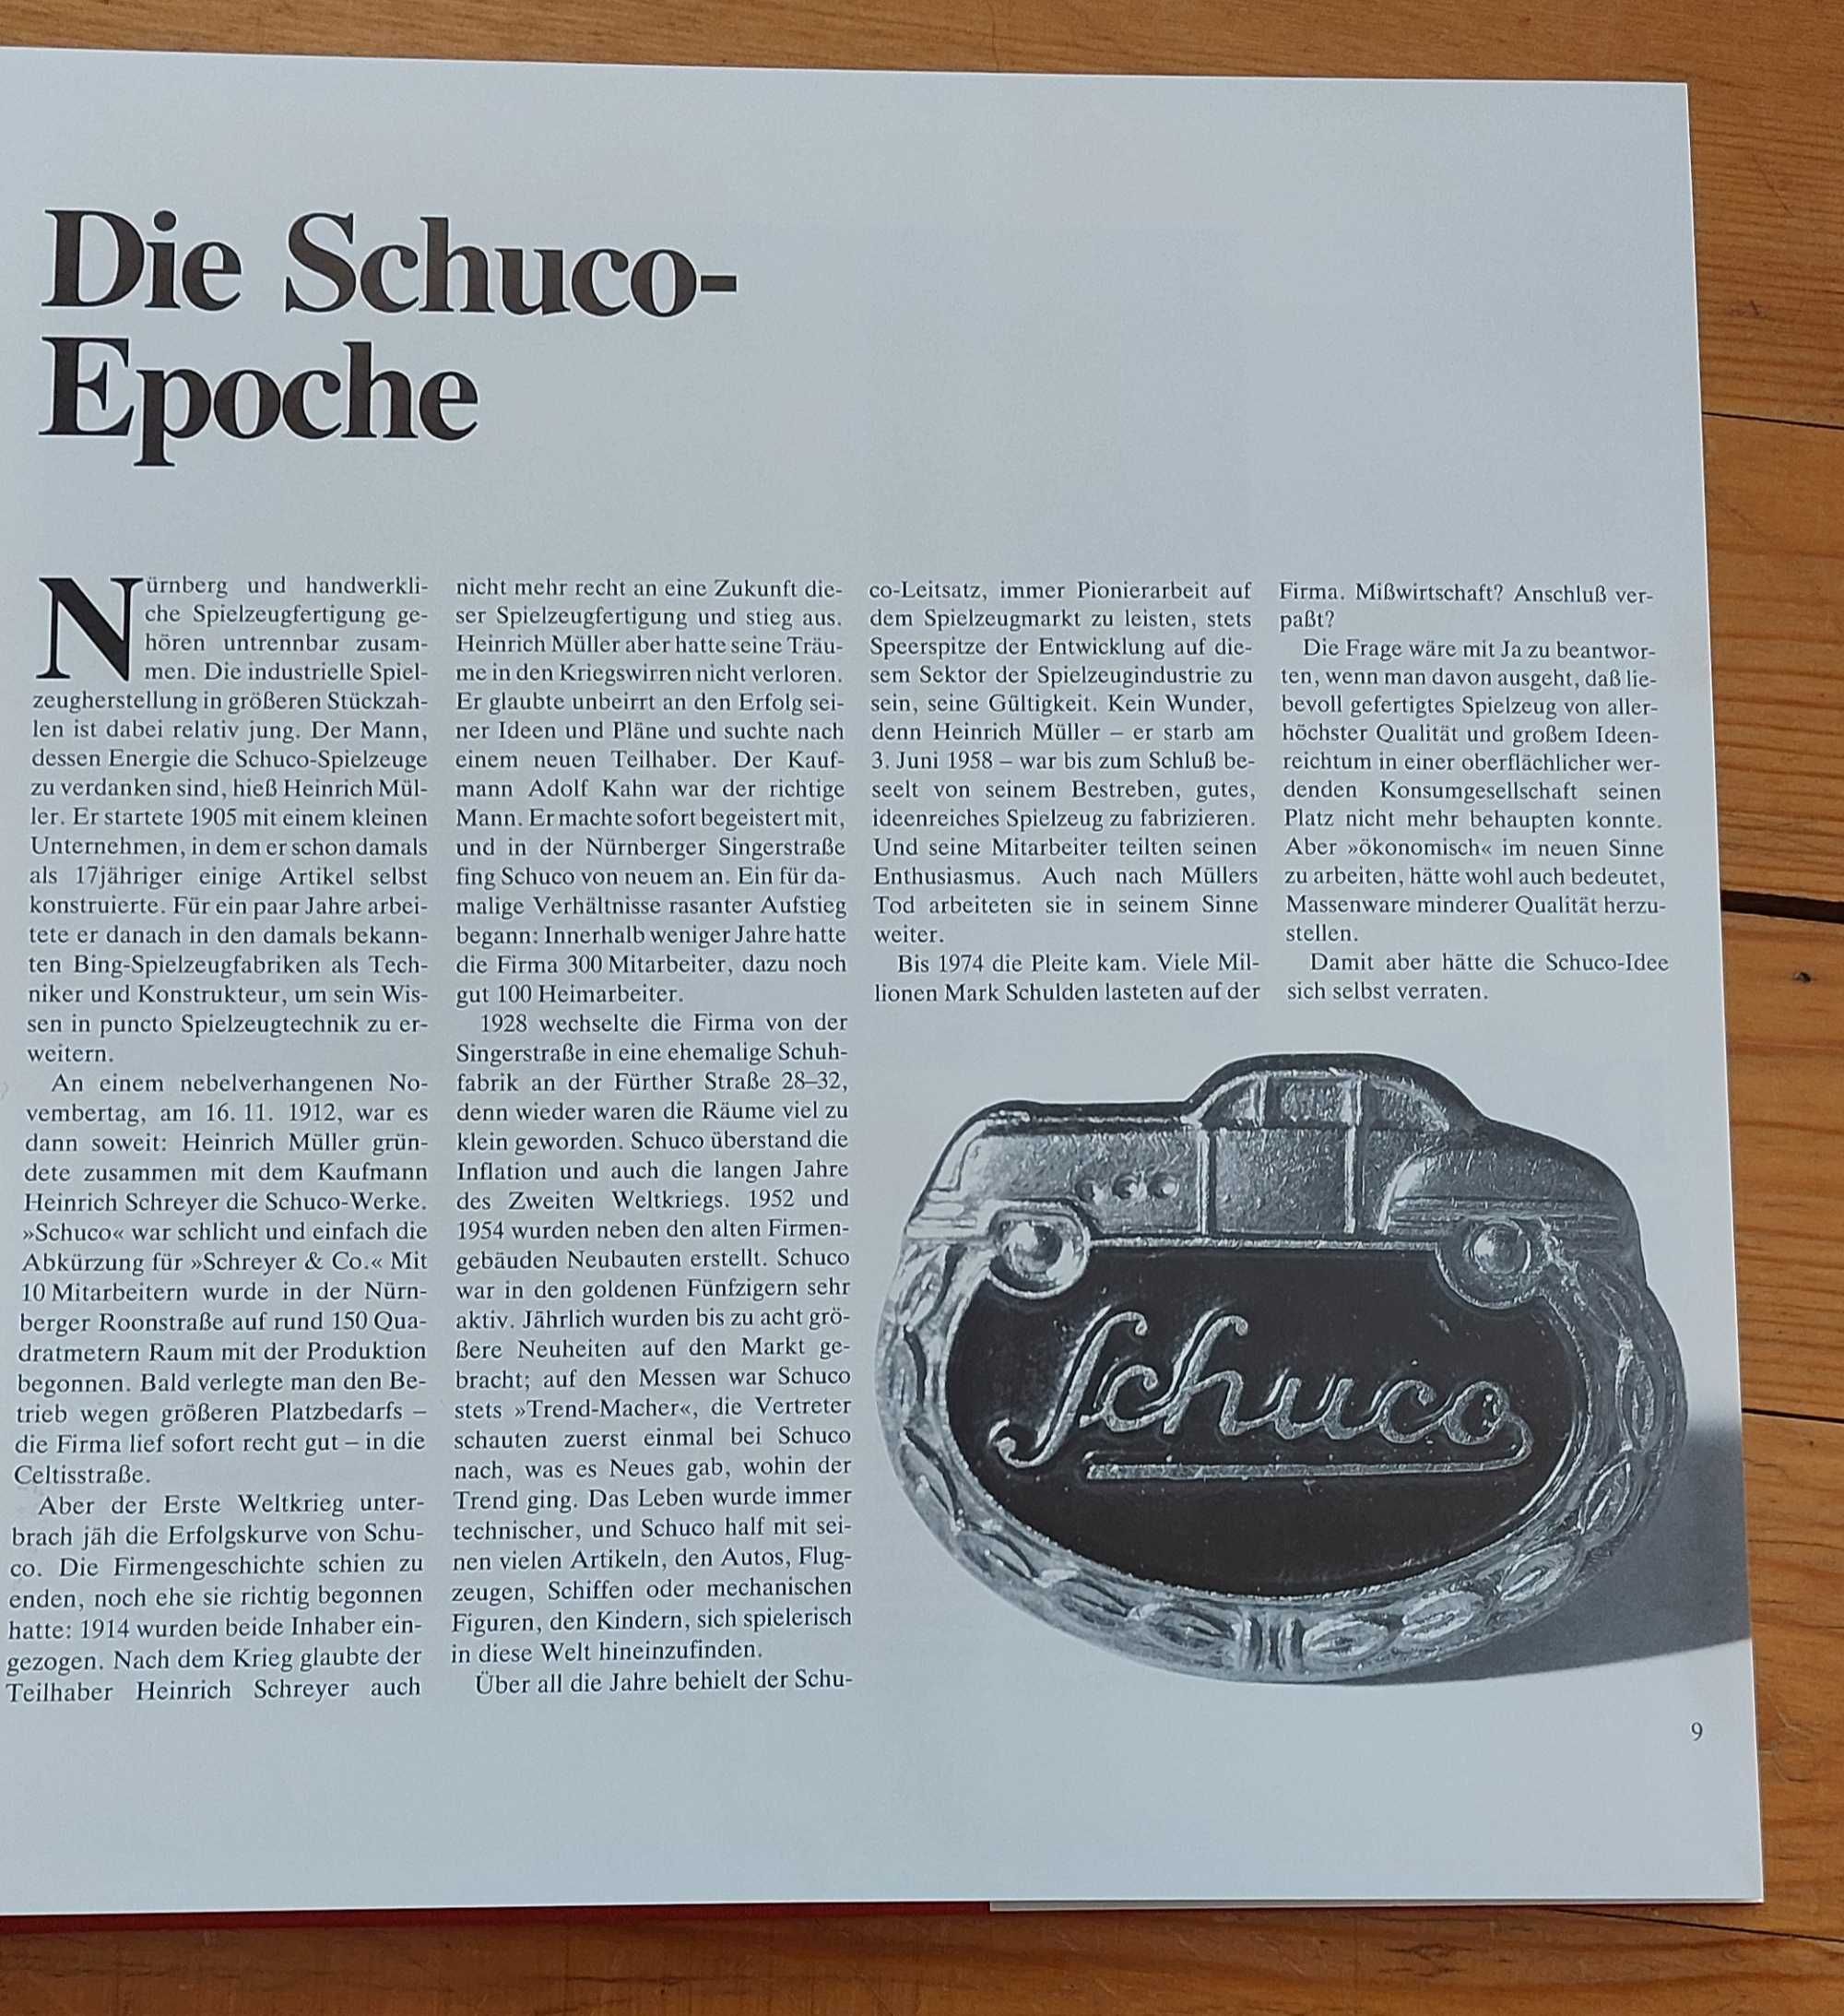 Die Schuco-
Epoche
Nürnberg und handwerkli-
che Spielzeugfertigung ge-
hören untrennbar zusam-
men. Die industrielle Spiel-
zeugherstellung in größeren Stückzah-
len ist dabei relativ jung. Der Mann,
dessen Energie die Schuco-Spielzeuge
zu verdanken sind, hieß Heinrich Mül-
ler. Er startete 1905 mit einem kleinen
Unternehmen, in dem er schon damals
als 17jähriger einige Artikel selbst
konstruierte. Für ein paar Jahre arbei-
tete er danach in den damals bekann-
ten Bing-Spielzeugfabriken als Tech-
niker und Konstrukteur, um sein Wis-
sen in puncto Spielzeugtechnik zu er-
weitern.
An einem nebelverhangenen No-
vembertag, am 16. 11. 1912, war es
dann soweit: Heinrich Müller grün-
dete zusammen mit dem Kaufmann
Heinrich Schreyer die Schuco-Werke.
»Schuco« war schlicht und einfach die
Abkürzung für »Schreyer & Co.« Mit
10 Mitarbeitern wurde in der Nürn-
berger Roonstraße auf rund 150 Qua-
dratmetern Raum mit der Produktion
begonnen. Bald verlegte man den Be-
trieb wegen größeren Platzbedarfs –
die Firma lief sofort recht gut – in die
Celtisstraße.
Aber der Erste Weltkrieg unter-
brach jäh die Erfolgskurve von Schu-
co. Die Firmengeschichte schien zu
enden, noch ehe sie richtig begonnen
hatte: 1914 wurden beide Inhaber ein-
gezogen. Nach dem Krieg glaubte der
Teilhaber Heinrich Schreyer auch
nicht mehr recht an eine Zukunft die-
ser Spielzeugfertigung und stieg aus.
Heinrich Müller aber hatte seine Träu-
me in den Kriegswirren nicht verloren.
Er glaubte unbeirrt an den Erfolg sei-
ner Ideen und Pläne und suchte nach
einem neuen Teilhaber. Der Kauf-
mann Adolf Kahn war der richtige
Mann. Er machte sofort begeistert mit,
und in der Nürnberger Singerstraße
fing Schuco von neuem an. Ein für da-
malige Verhältnisse rasanter Aufstieg
begann: Innerhalb weniger Jahre hatte
die Firma 300 Mitarbeiter, dazu noch
gut 100 Heimarbeiter.
1928 wechselte die Firma von der
Singerstraße in eine ehemalige Schuh-
fabrik an der Fürther Straße 28–32,
denn wieder waren die Räume viel zu
klein geworden. Schuco überstand die
Inflation und auch die langen Jahre
des Zweiten Weltkriegs. 1952 und
1954 wurden neben den alten Firmen-
gebäuden Neubauten erstellt. Schuco
war in den goldenen Fünfzigern sehr
aktiv. Jährlich wurden bis zu acht grö-
ßere Neuheiten auf den Markt ge-
bracht; auf den Messen war Schuco
stets »Trend-Macher«, die Vertreter
schauten zuerst einmal bei Schuco
nach, was es Neues gab, wohin der
Trend ging. Das Leben wurde immer
technischer, und Schuco half mit sei-
nen vielen Artikeln, den Autos, Flug-
zeugen, Schiffen oder mechanischen
Figuren, den Kindern, sich spielerisch
in diese Welt hineinzufinden.
Über all die Jahre behielt der Schu-
co-Leitsatz, immer Pionierarbeit auf
dem Spielzeugmarkt zu leisten, stets
Speerspitze der Entwicklung auf die-
sem Sektor der Spielzeugindustrie zu
sein, seine Gültigkeit. Kein Wunder,
denn Heinrich Müller – er starb am
3. Juni 1958 – war bis zum Schluß be-
seelt von seinem Bestreben, gutes,
ideenreiches Spielzeug zu fabrizieren.
Und seine Mitarbeiter teilten seinen
Enthusiasmus. Auch nach Müllers
Tod arbeiteten sie in seinem Sinne
weiter.
Bis 1974 die Pleite kam. Viele Mil-
lionen Mark Schulden lasteten auf der
Firma. Mißwirtschaft? Anschluß ver-
paßt?
Die Frage wäre mit Ja zu beantwor-
ten, wenn man davon ausgeht, daß lie-
bevoll gefertigtes Spielzeug von aller-
höchster Qualität und großem Ideen-
reichtum in einer oberflächlicher wer-
denden Konsumgesellschaft seinen
Platz nicht mehr behaupten konnte.
Aber »ökonomisch« im neuen Sinne
zu arbeiten, hätte wohl auch bedeutet,
Massenware minderer Qualität herzu-
stellen.
Damit aber hätte die Schuco-Idee
sich selbst verraten.
Schuco
9